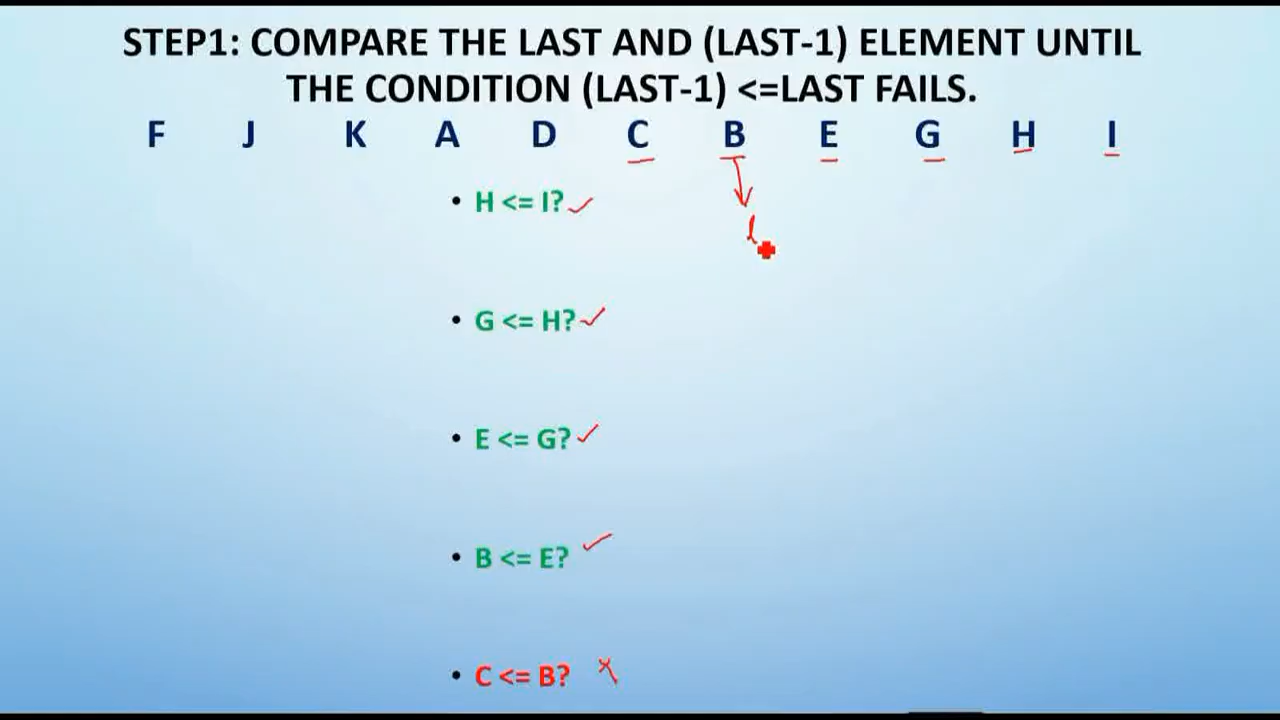 STEP1: COMPARE THE LAST AND (LAST-1) ELEMENT UNTIL
THE CONDITION (LAST-1) <=LAST FAILS.
F J K A D C B E G H I
• H <= I?
l
• G <= H?
• E <= G?
• B <= E?
• C <= B?